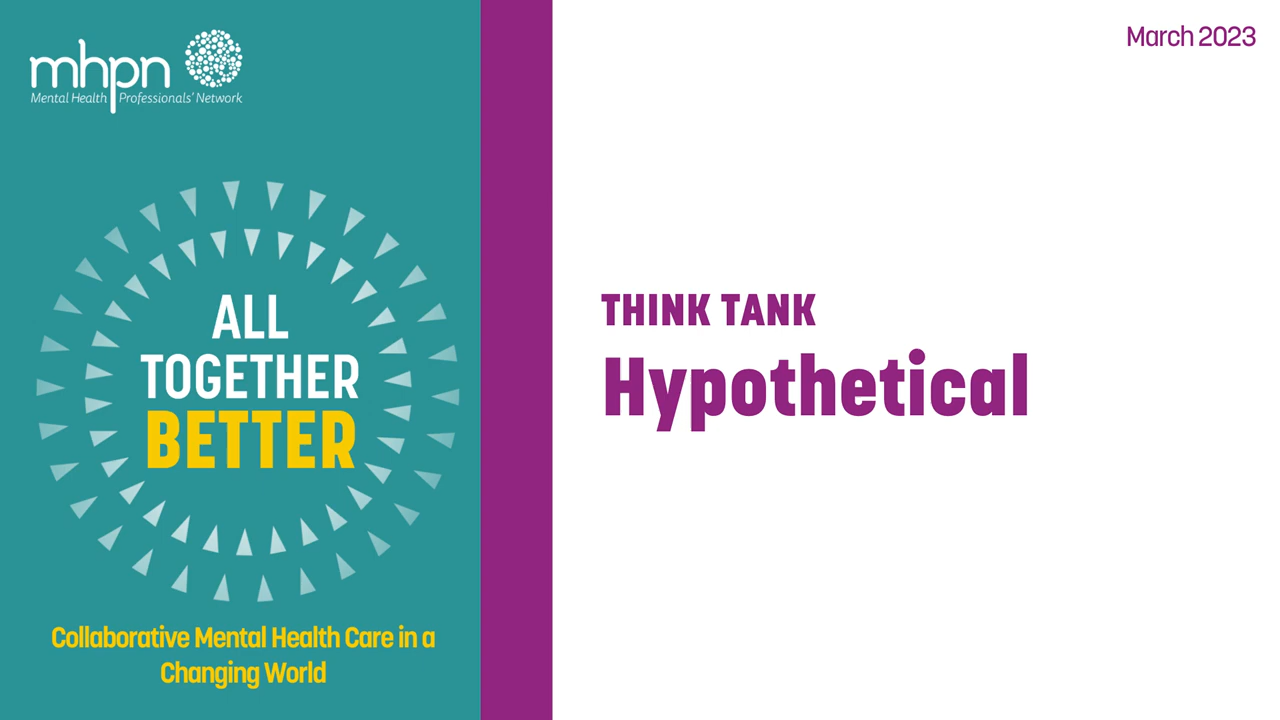 mhpn
Mental Health Professionals' Network
ALL
TOGETHER
BETTER
Collaborative Mental Health Care in a
Changing World
March 2023
THINK TANK
Hypothetical